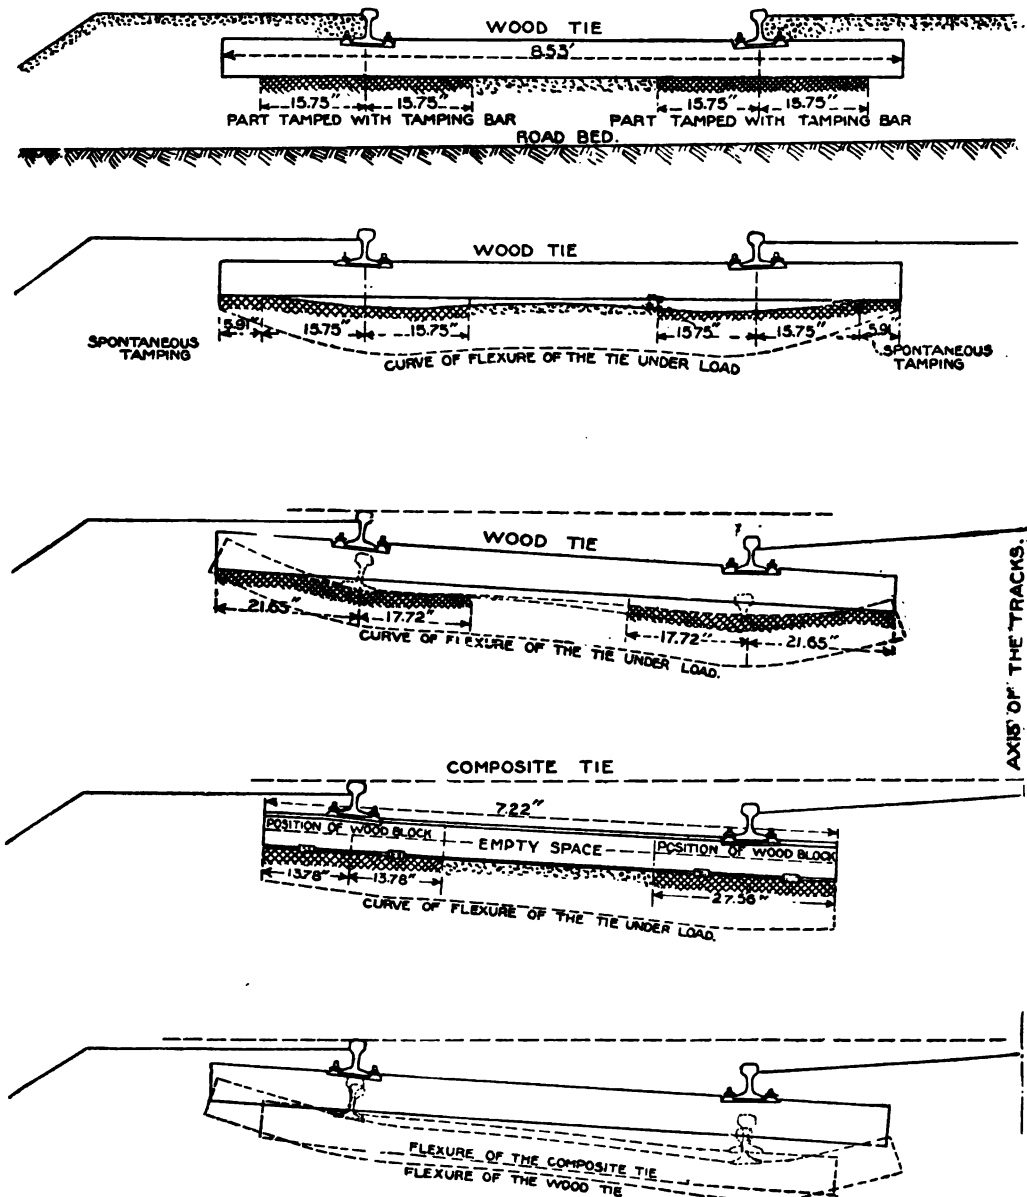 WOOD TIE
8.53'
15.75" 15.75" 15.75" 15.75"
PART TAMPED WITH TAMPING BAR PART TAMPED WITH TAMPING BAR
ROAD BED.
WOOD TIE
5.91" 15.75" 15.75" 15.75" 15.75" 5.91
SPONTANEOUS
TAMPING
CURVE OF FLEXURE OF THE TIE UNDER LOAD
SPONTANEOUS
TAMPING
WOOD TIE
21.65" 17.72" 17.72" 21.65"
CURVE OF FLEXURE OF THE TIE UNDER LOAD.
AXIS OF THE TRACKS.
COMPOSITE TIE
7.22"
POSITION OF WOOD BLOCK EMPTY SPACE POSITION OF WOOD BLOCK
13.78" 13.78" 27.56"
CURVE OF FLEXURE OF THE TIE UNDER LOAD.
FLEXURE OF THE COMPOSITE TIE
FLEXURE OF THE WOOD TIE